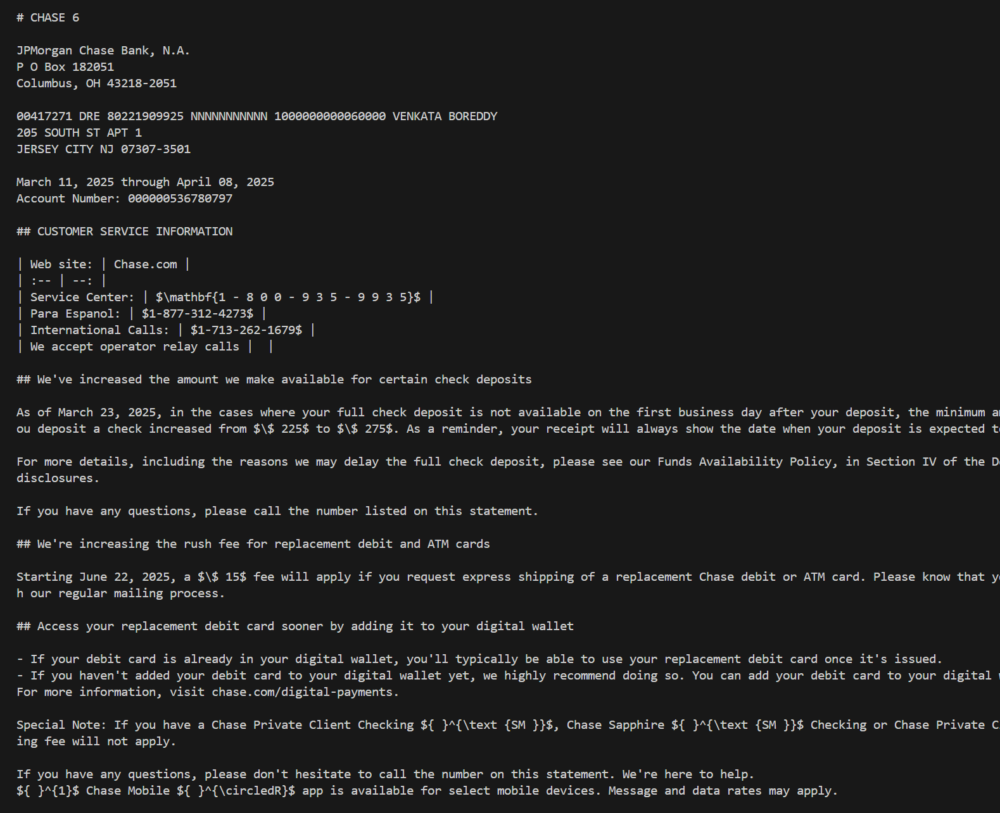 # CHASE 6
JPMorgan Chase Bank, N.A.
P O Box 182051
Columbus, OH 43218-2051
00417271 DRE 80221909925 NNNNNNNNNNN 1000000000060000 VENKATA BOREDDY
205 SOUTH ST APT 1
JERSEY CITY NJ 07307-3501
March 11, 2025 through April 08, 2025
Account Number: 000000536780797
## CUSTOMER SERVICE INFORMATION
| Web site: | Chase.com |
| :-- | --: |
| Service Center: | $\mathbf{1 - 8 0 0 - 9 3 5 - 9 9 3 5}$ |
| Para Espanol: | $1-877-312-4273$ |
| International Calls: | $1-713-262-1679$ |
| We accept operator relay calls |  |
## We've increased the amount we make available for certain check deposits
As of March 23, 2025, in the cases where your full check deposit is not available on the first business day after your deposit, the minimum
ou deposit a check increased from $\$ 225$ to $\$ 275$. As a reminder, your receipt will always show the date when your deposit is expected
For more details, including the reasons we may delay the full check deposit, please see our Funds Availability Policy, in Section IV of the
disclosures.
If you have any questions, please call the number listed on this statement.
## We're increasing the rush fee for replacement debit and ATM cards
Starting June 22, 2025, a $\$ 15$ fee will apply if you request express shipping of a replacement Chase debit or ATM card. Please know that
h our regular mailing process.
## Access your replacement debit card sooner by adding it to your digital wallet
- If your debit card is already in your digital wallet, you'll typically be able to use your replacement debit card once it's issued.
- If you haven't added your debit card to your digital wallet yet, we highly recommend doing so. You can add your debit card to your digital
For more information, visit chase.com/digital-payments.
Special Note: If you have a Chase Private Client Checking ${ }^{\text {SM }}$, Chase Sapphire ${ }^{\text {SM }}$ Checking or Chase Private
ing fee will not apply.
If you have any questions, please don't hesitate to call the number on this statement. We're here to help.
${ }^{1}$ Chase Mobile ${ }^{\circledR}$ app is available for select mobile devices. Message and data rates may apply.